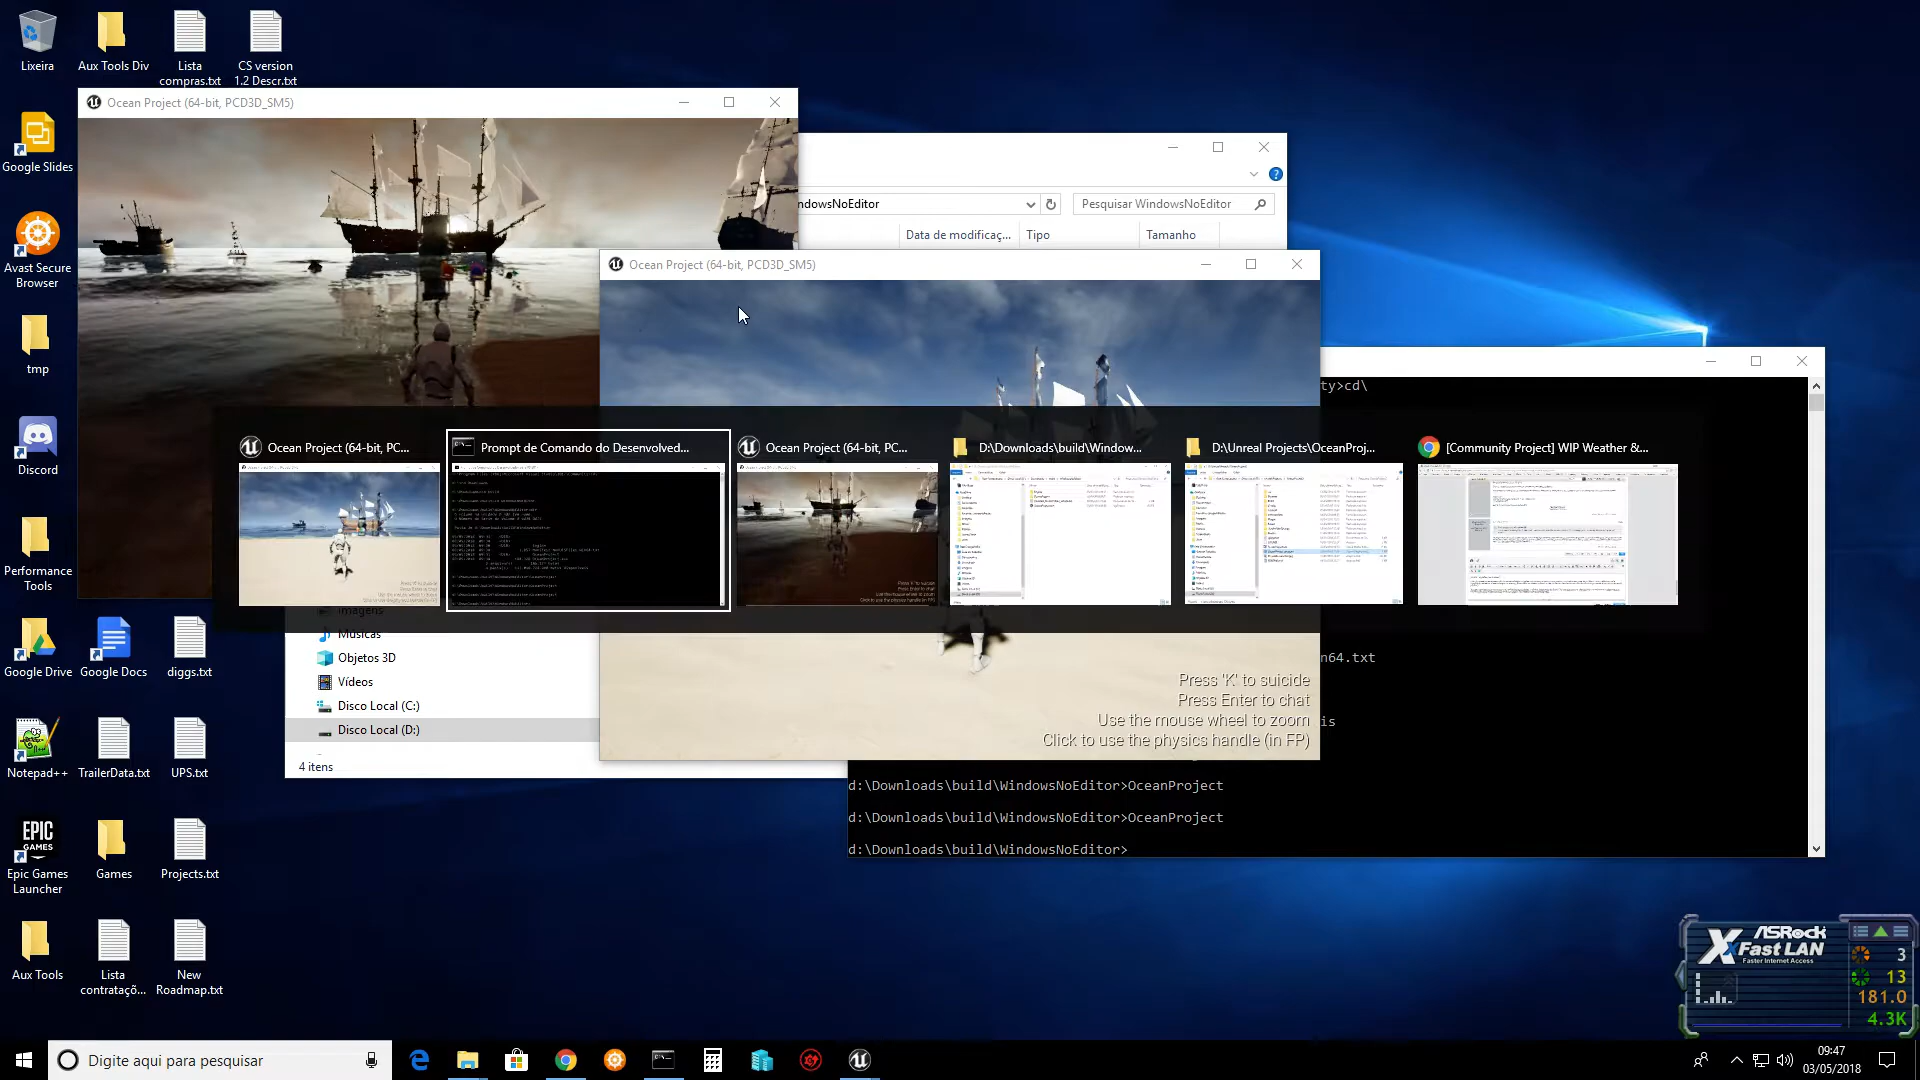 Lixeira
Aux Tools Div
Lista
compras.txt
CS version
1.2 Descr.txt
Ocean Project (64-bit, PCD3D_SM5)
Google Slides
ndowsNoEditor
Pesquisar WindowsNoEditor
Data de modificaç...
Tipo
Tamanho
Avast Secure
Browser
Ocean Project (64-bit, PCD3D_SM5)
tmp
ty>cd\
Discord
Ocean Project (64-bit, PC...
Prompt de Comando do Desenvolved...
Ocean Project (64-bit, PC...
D:\Downloads\build\Window...
D:\Unreal Projects\OceanProj...
[Community Project] WIP Weather &...
Performance
Tools
Imagens
Músicas
Objetos 3D
Vídeos
Disco Local (C:)
Disco Local (D:)
4 itens
n64.txt
is
Press 'K' to suicide
Press Enter to chat
Use the mouse wheel to zoom
Click to use the physics handle (in FP)
Google Drive
Google Docs
diggs.txt
Notepad++
TrailerData.txt
UPS.txt
d:\Downloads\build\WindowsNoEditor>OceanProject
d:\Downloads\build\WindowsNoEditor>OceanProject
d:\Downloads\build\WindowsNoEditor>
EPIC
GAMES
Epic Games
Launcher
Games
Projects.txt
Aux Tools
Lista
contrataçõ...
New
Roadmap.txt
ASRock
XFast LAN
Faster Internet Access
3
13
181.0
4.3K
Digite aqui para pesquisar
09:47
03/05/2018